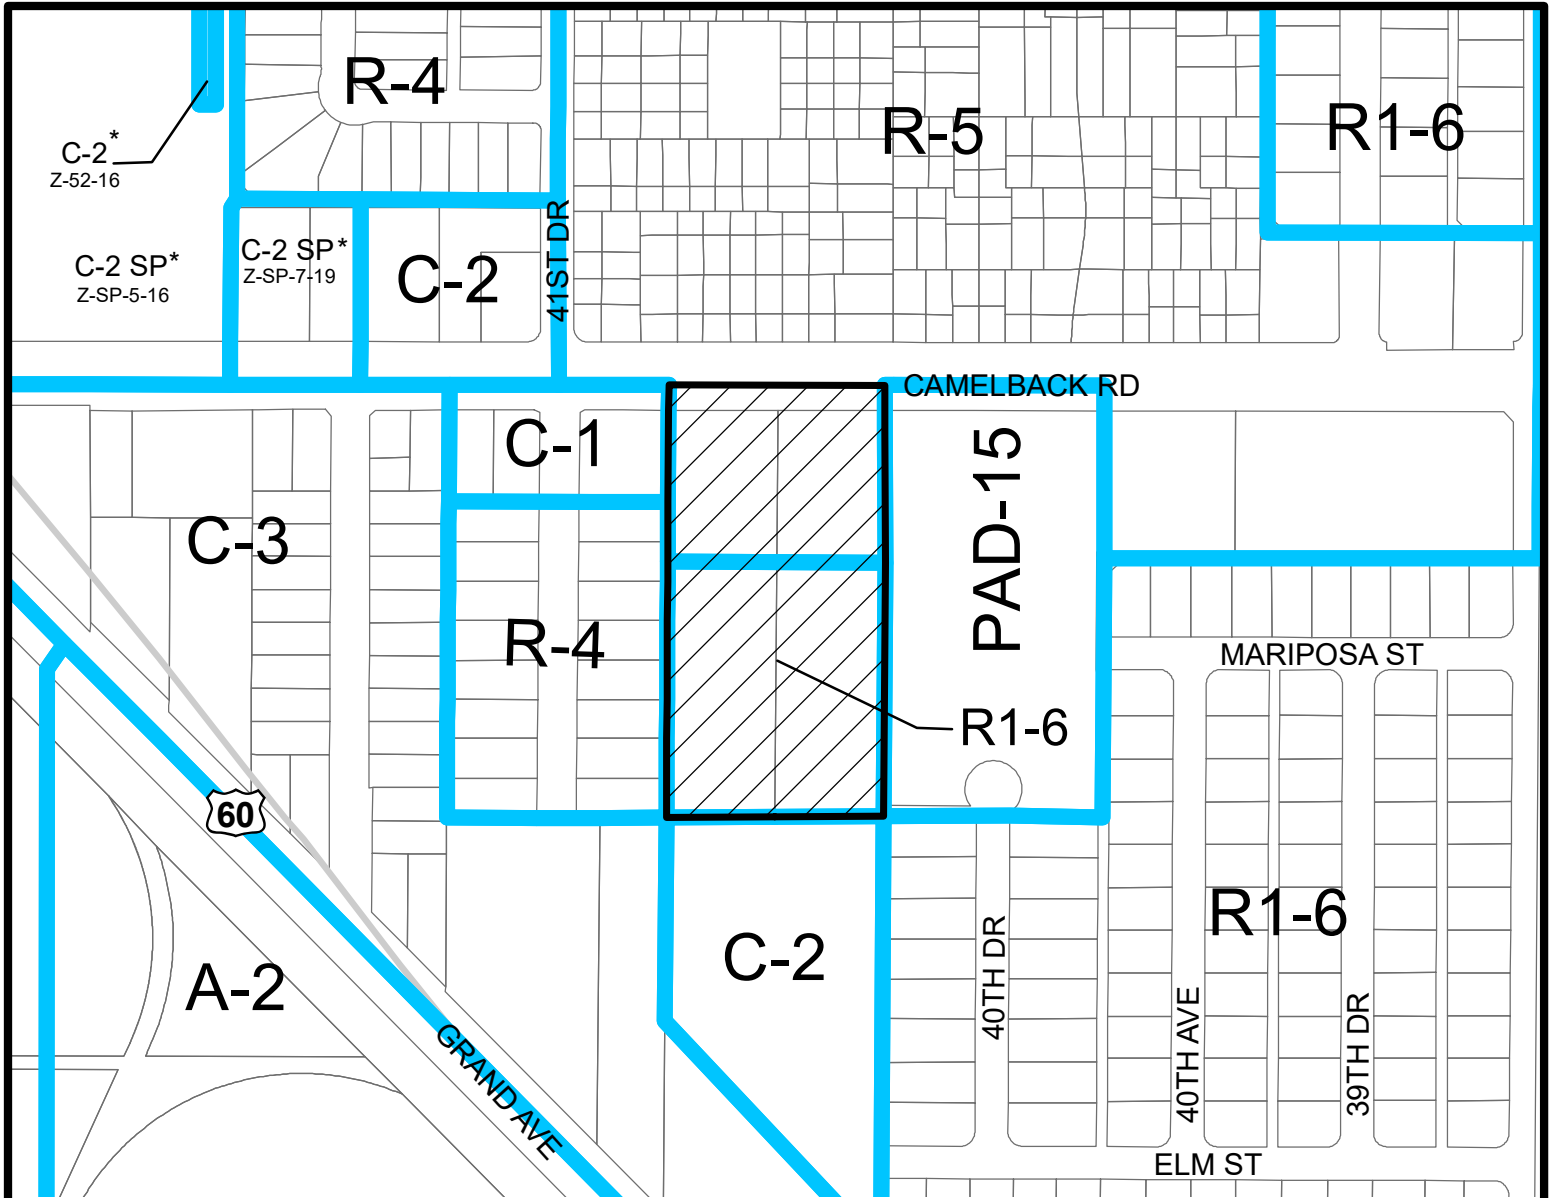 R-4
R-5
R1-6
C-2*
Z-52-16
C-2 SP*
Z-SP-5-16
C-2 SP*
Z-SP-7-19
C-2
41ST DR
CAMELBACK RD
C-1
PAD-15
C-3
R-4
MARIPOSA ST
R1-6
60
R1-6
C-2
A-2
40TH DR
40TH AVE
39TH DR
GRAND AVE
ELM ST